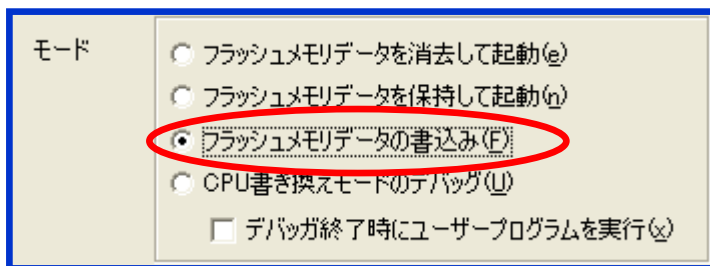 モード
フラッシュメモリデータを消去して起動(e)
フラッシュメモリデータを保持して起動(n)
フラッシュメモリデータの書込み(F)
CPU書き換えモードのデバッグ(U)
デバッガ終了時にユーザープログラムを実行(x)